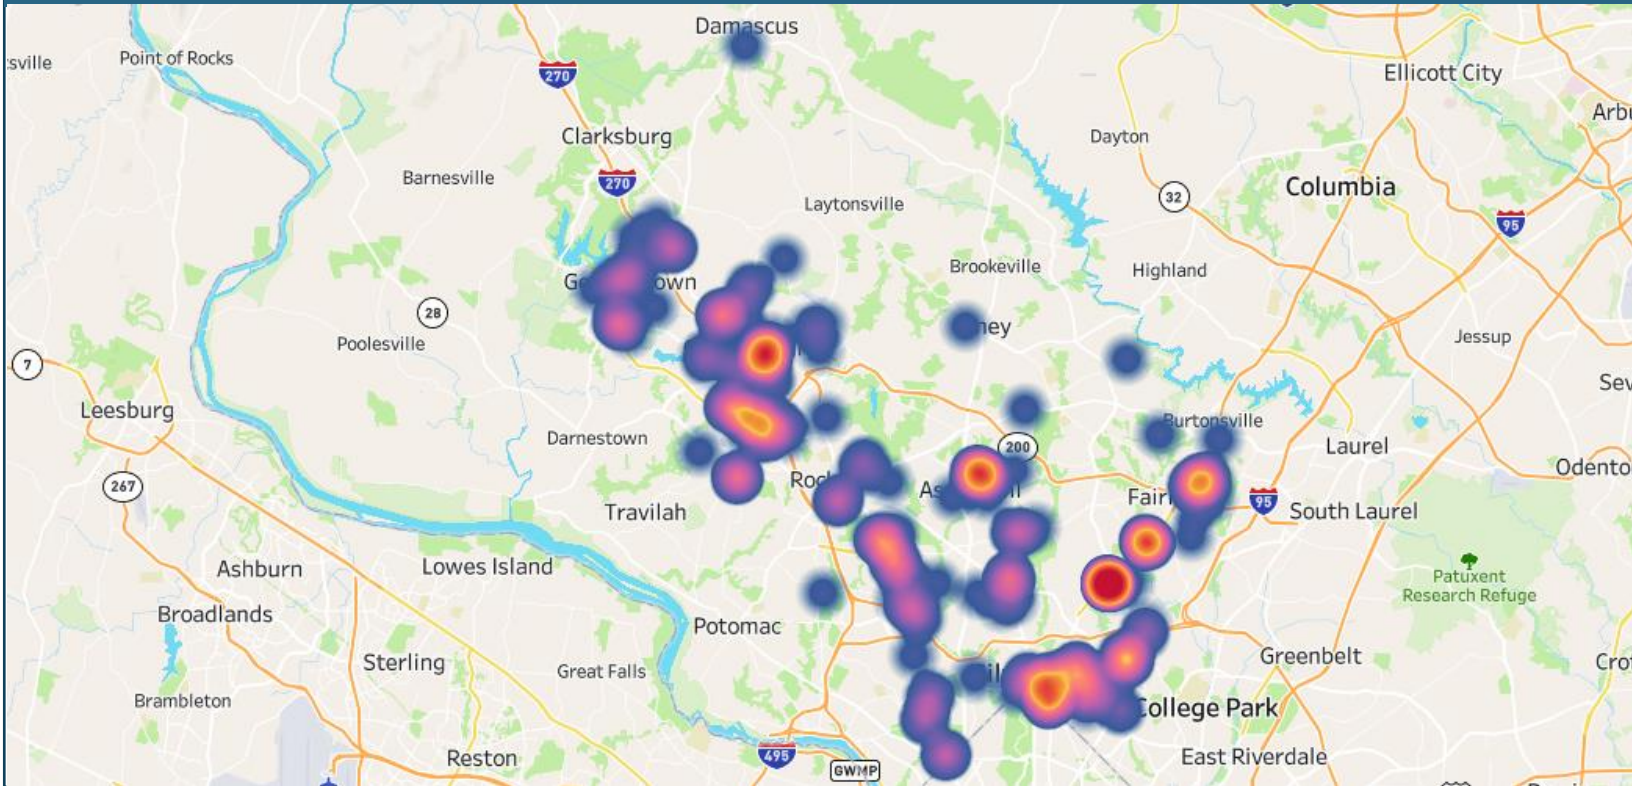 Damascus
Point of Rocks
270
Ellicott City
Clarksburg
Dayton
Barnesville
270
Columbia
32
Laytonsville
95
Brookeville
Highland
28
Jessup
Poolesville
7
Leesburg
Burtonsville
Darnestown
200
Laurel
267
Travilah
95
South Laurel
Ashburn
Lowes Island
Patuxent
Research Refuge
Broadlands
Potomac
Sterling
Great Falls
Greenbelt
Brambleton
College Park
Reston
495
GWMP
East Riverdale